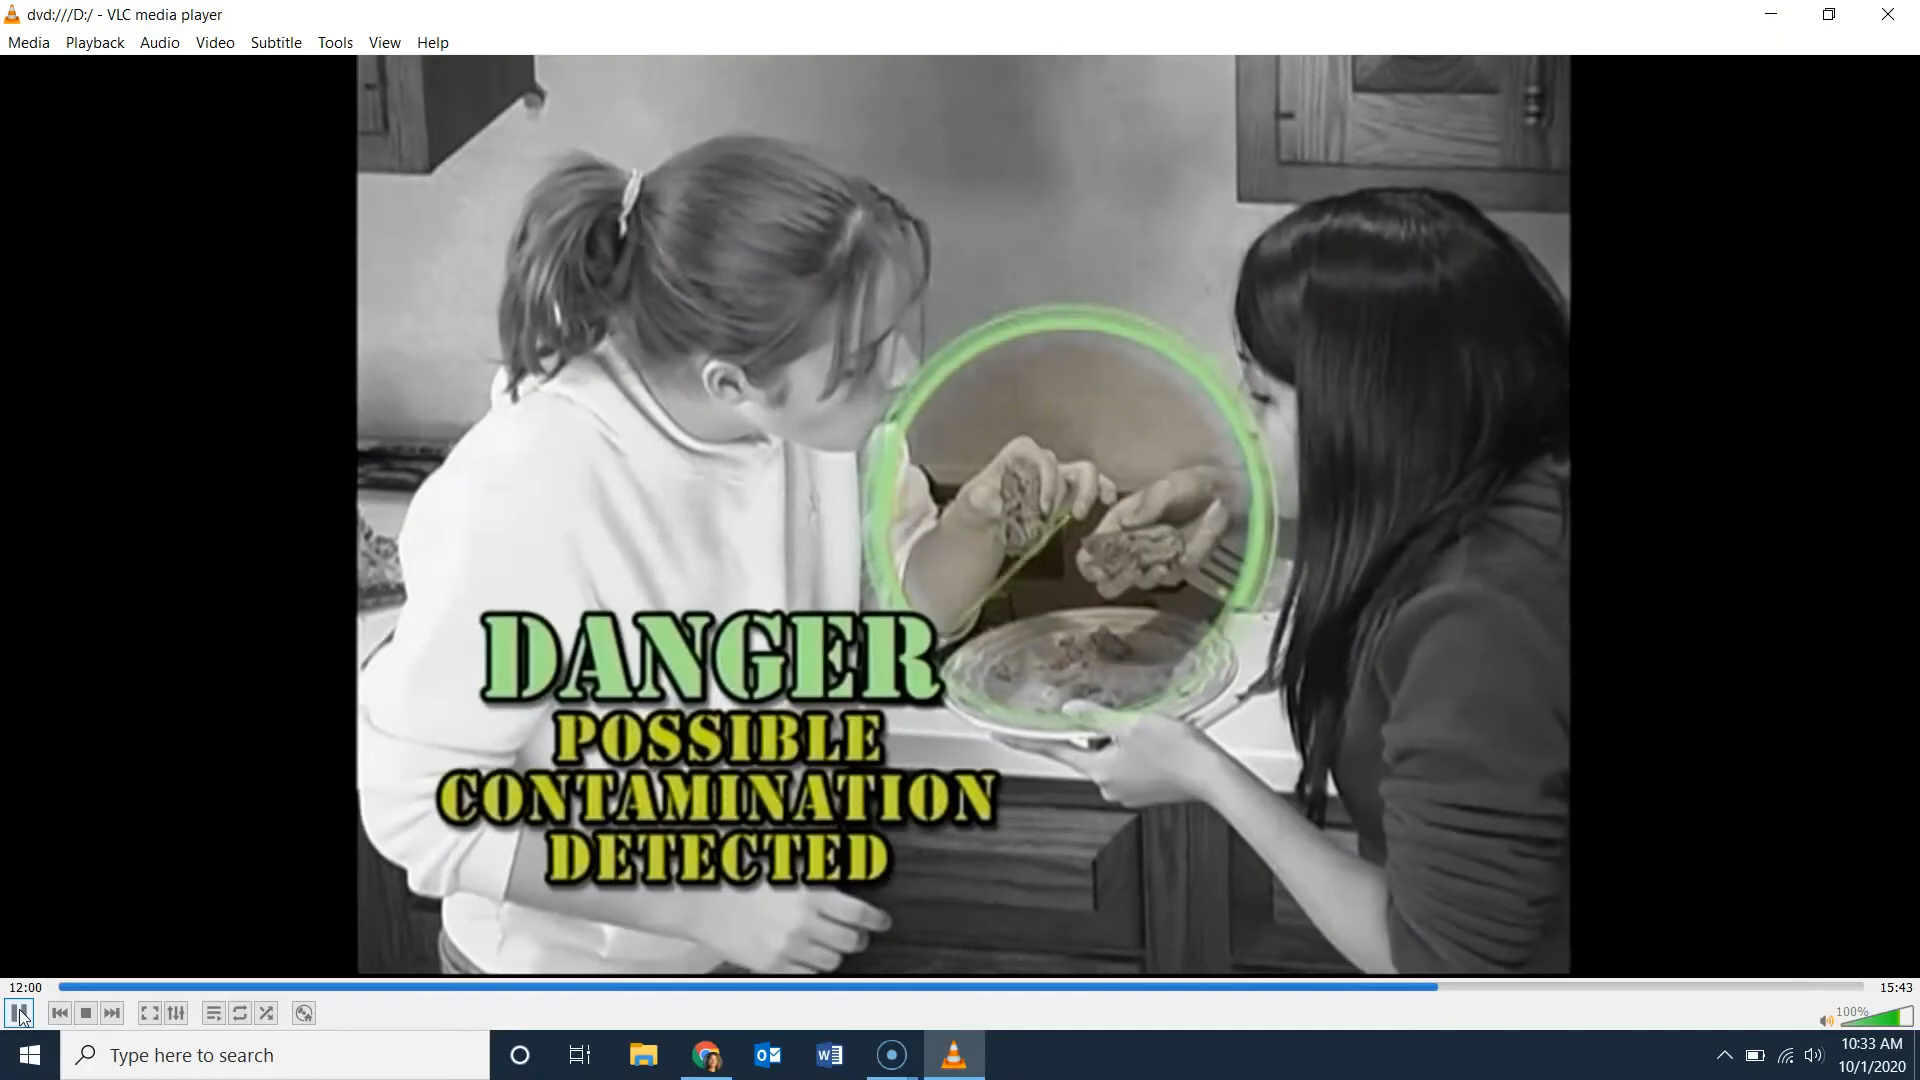 dvd:///D:/ - VLC media player
Media Playback Audio Video Subtitle Tools View Help
DANGER
POSSIBLE
CONTAMINATION
DETECTED
12:00
15:43
100%
Type here to search
10:33 AM
10/1/2020